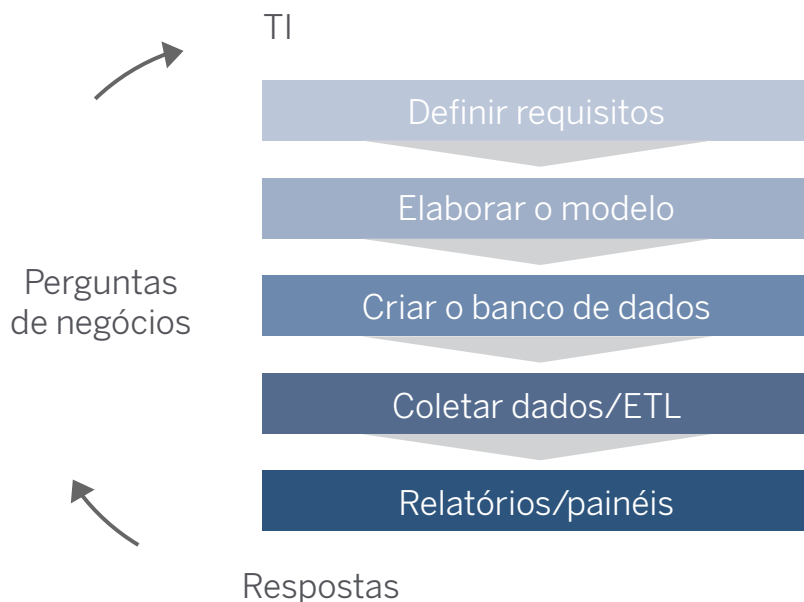 TI
Definir requisitos
Elaborar o modelo
Perguntas
de negócios
Criar o banco de dados
Coletar dados/ETL
Relatórios/painéis
Respostas